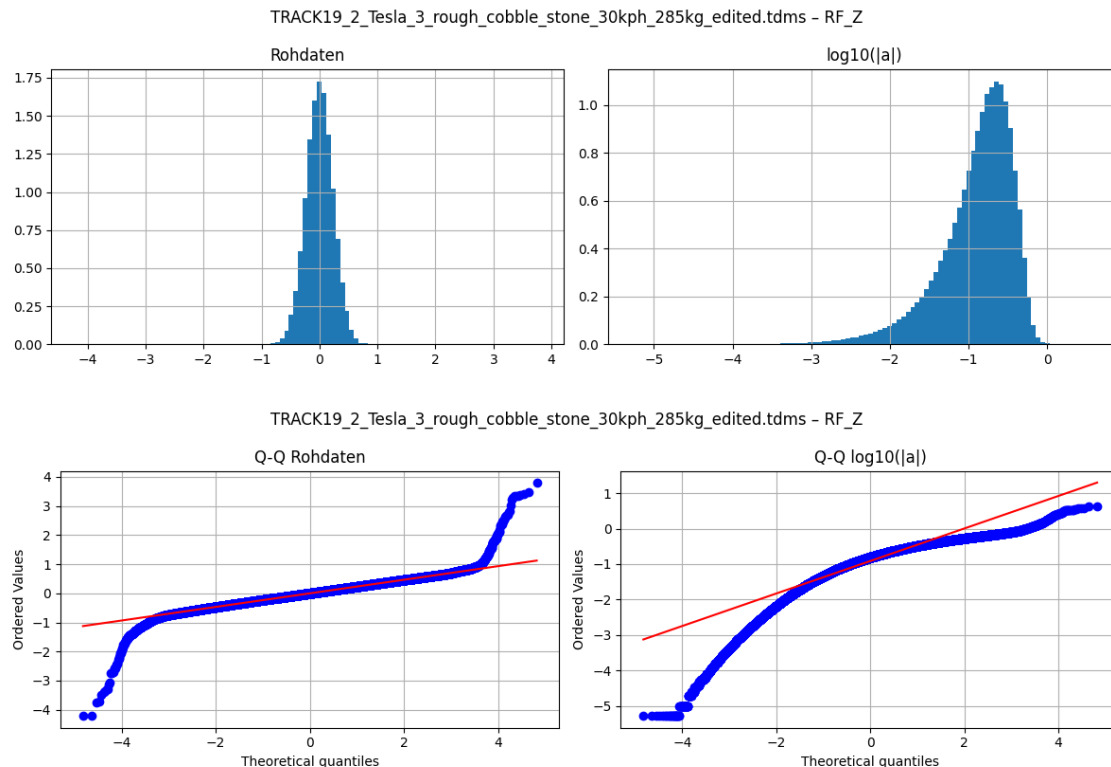 TRACK19_2_Tesla_3_rough_cobble_stone_30kph_285kg_edited.tdms – RF_Z
Rohdaten
1.75
1.50
1.25
1.00
0.75
0.50
0.25
0.00
−4 −3 −2 −1 0 1 2 3 4
log10(|a|)
1.0
0.8
0.6
0.4
0.2
0.0
−5 −4 −3 −2 −1 0
TRACK19_2_Tesla_3_rough_cobble_stone_30kph_285kg_edited.tdms – RF_Z
Q-Q Rohdaten
Ordered Values
4
3
2
1
0
−1
−2
−3
−4
−4 −2 0 2 4
Theoretical quantiles
Q-Q log10(|a|)
Ordered Values
1
0
−1
−2
−3
−4
−5
−4 −2 0 2 4
Theoretical quantiles